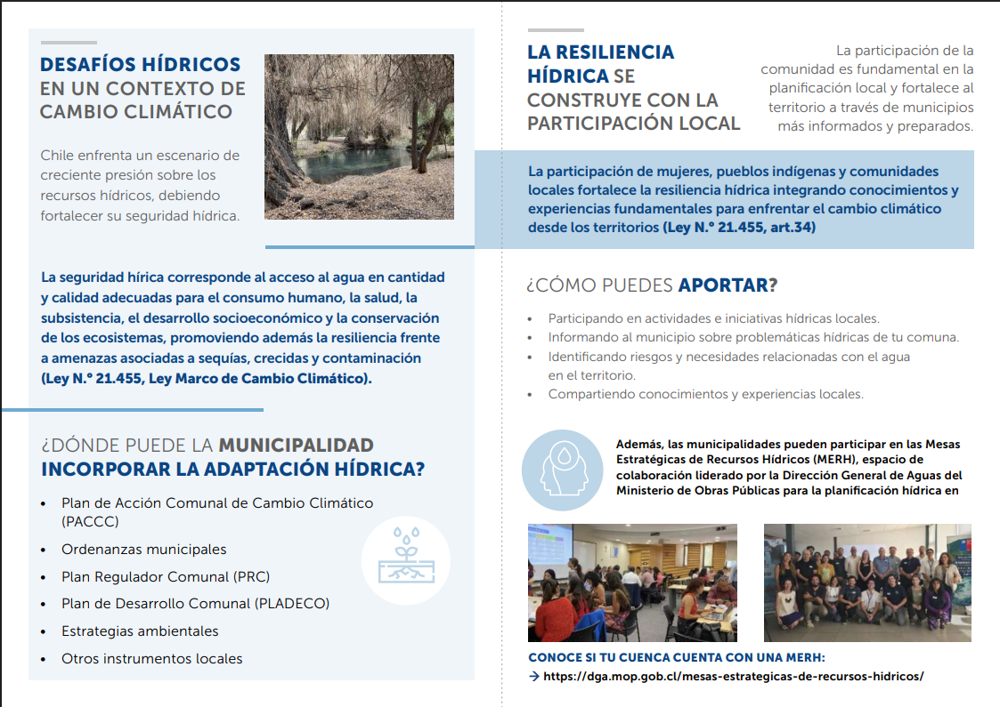 DESAFÍOS HÍDRICOS
EN UN CONTEXTO DE
CAMBIO CLIMÁTICO
Chile enfrenta un escenario de
creciente presión sobre los
recursos hídricos, debiendo
fortalecer su seguridad hídrica.
La seguridad hírica corresponde al acceso al agua en cantidad
y calidad adecuadas para el consumo humano, la salud, la
subsistencia, el desarrollo socioeconómico y la conservación
de los ecosistemas, promoviendo además la resiliencia frente
a amenazas asociadas a sequías, crecidas y contaminación
(Ley N.° 21.455, Ley Marco de Cambio Climático).
¿DÓNDE PUEDE LA MUNICIPALIDAD
INCORPORAR LA ADAPTACIÓN HÍDRICA?
• Plan de Acción Comunal de Cambio Climático
(PACCC)
• Ordenanzas municipales
• Plan Regulador Comunal (PRC)
• Plan de Desarrollo Comunal (PLADECO)
• Estrategias ambientales
• Otros instrumentos locales
LA RESILIENCIA
HÍDRICA SE
CONSTRUYE CON LA
PARTICIPACIÓN LOCAL
La participación de la
comunidad es fundamental en la
planificación local y fortalece al
territorio a través de municipios
más informados y preparados.
La participación de mujeres, pueblos indígenas y comunidades
locales fortalece la resiliencia hídrica integrando conocimientos y
experiencias fundamentales para enfrentar el cambio climático
desde los territorios (Ley N.° 21.455, art.34)
¿CÓMO PUEDES APORTAR?
• Participando en actividades e iniciativas hídricas locales.
• Informando al municipio sobre problemáticas hídricas de tu comuna.
• Identificando riesgos y necesidades relacionadas con el agua
en el territorio.
• Compartiendo conocimientos y experiencias locales.
Además, las municipalidades pueden participar en las Mesas
Estratégicas de Recursos Hídricos (MERH), espacio de
colaboración liderado por la Dirección General de Aguas del
Ministerio de Obras Públicas para la planificación hídrica en
CONOCE SI TU CUENCA CUENTA CON UNA MERH:
→ https://dga.mop.gob.cl/mesas-estrategicas-de-recursos-hidricos/